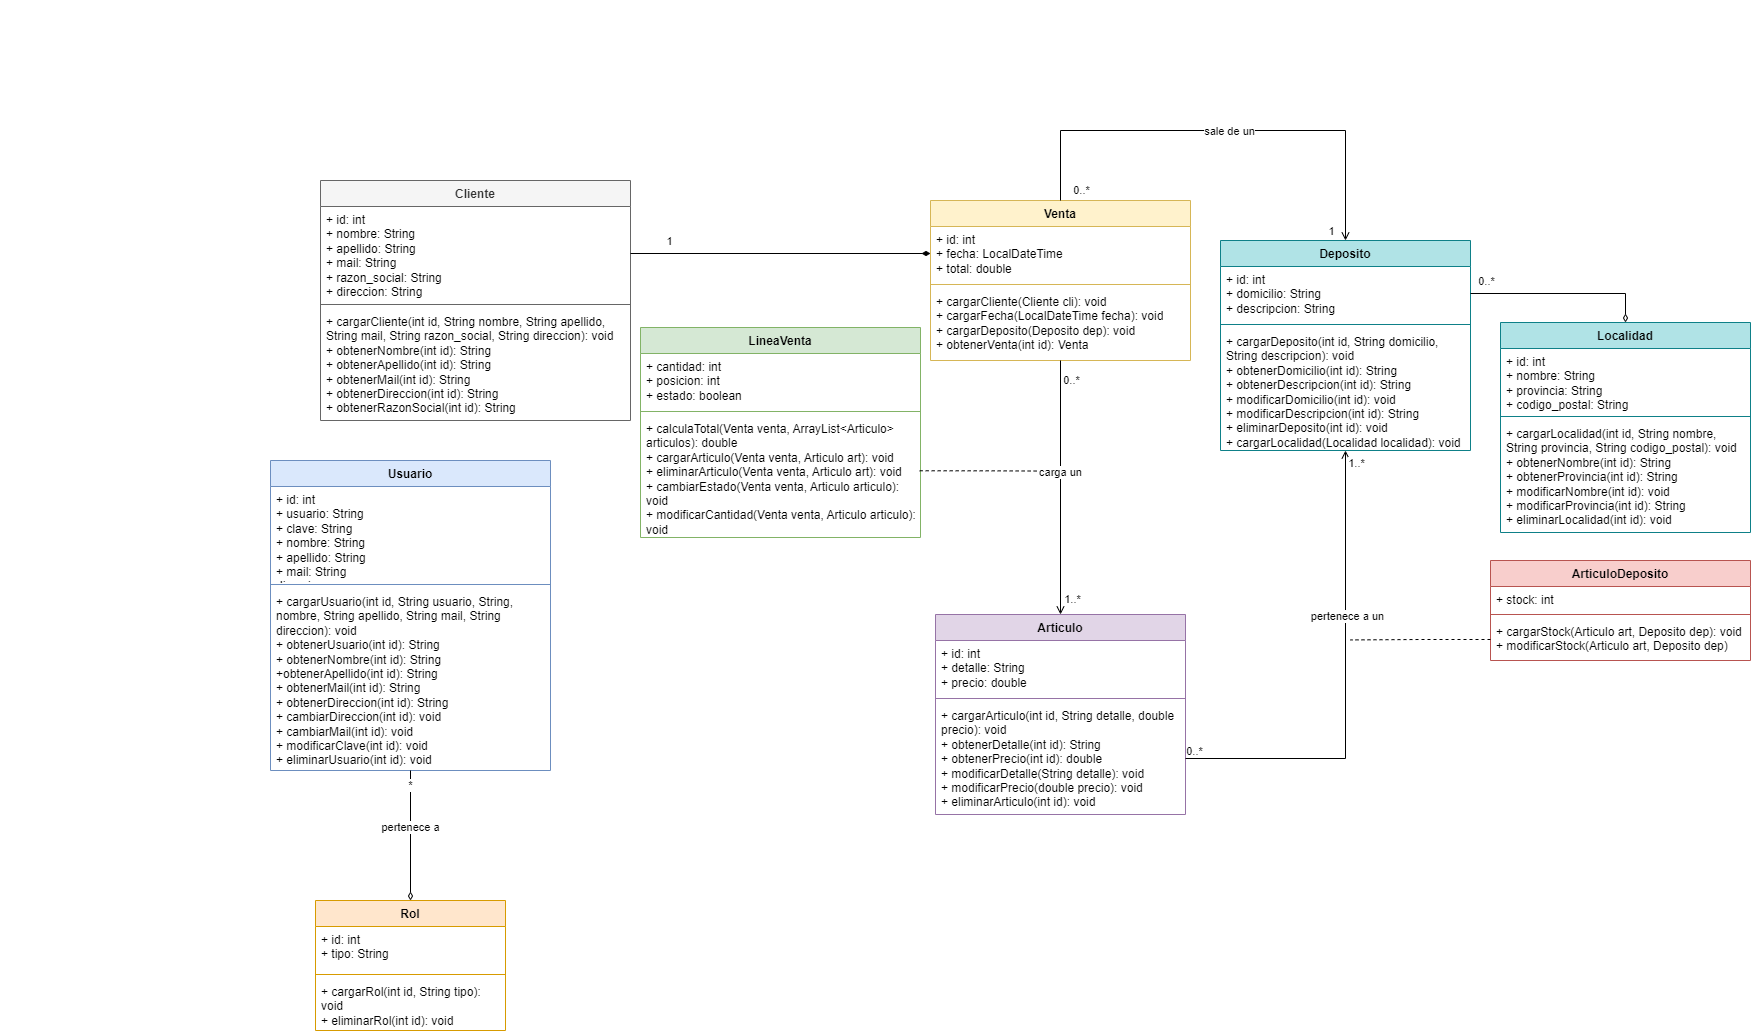 sale de un
0..*
1
Cliente
+ id: int
+ nombre: String
+ apellido: String
+ mail: String
+ razon_social: String
+ direccion: String
+ cargarCliente(int id, String nombre, String apellido,
String mail, String razon_social, String direccion): void
+ obtenerNombre(int id): String
+ obtenerApellido(int id): String
+ obtenerMail(int id): String
+ obtenerDireccion(int id): String
+ obtenerRazonSocial(int id): String
1
Venta
+ id: int
+ fecha: LocalDateTime
+ total: double
+ cargarCliente(Cliente cli): void
+ cargarFecha(LocalDateTime fecha): void
+ cargarDeposito(Deposito dep): void
+ obtenerVenta(int id): Venta
0..*
Deposito
+ id: int
+ domicilio: String
+ descripcion: String
+ cargarDeposito(int id, String domicilio,
String descripcion): void
+ obtenerDomicilio(int id): String
+ obtenerDescripcion(int id): String
+ modificarDomicilio(int id): void
+ modificarDescripcion(int id): String
+ eliminarDeposito(int id): void
+ cargarLocalidad(Localidad localidad): void
0..*
1..*
Localidad
+ id: int
+ nombre: String
+ provincia: String
+ codigo_postal: String
+ cargarLocalidad(int id, String nombre,
String provincia, String codigo_postal): void
+ obtenerNombre(int id): String
+ obtenerProvincia(int id): String
+ modificarNombre(int id): void
+ modificarProvincia(int id): String
+ eliminarLocalidad(int id): void
LineaVenta
+ cantidad: int
+ posicion: int
+ estado: boolean
+ calculaTotal(Venta venta, ArrayList<Articulo>
articulos): double
+ cargarArticulo(Venta venta, Articulo art): void
+ eliminarArticulo(Venta venta, Articulo art): void
+ cambiarEstado(Venta venta, Articulo articulo):
void
+ modificarCantidad(Venta venta, Articulo articulo):
void
carga un
1..*
Usuario
+ id: int
+ usuario: String
+ clave: String
+ nombre: String
+ apellido: String
+ mail: String
+ cargarUsuario(int id, String usuario, String,
nombre, String apellido, String mail, String
direccion): void
+ obtenerUsuario(int id): String
+ obtenerNombre(int id): String
+obtenerApellido(int id): String
+ obtenerMail(int id): String
+ obtenerDireccion(int id): String
+ cambiarDireccion(int id): void
+ cambiarMail(int id): void
+ modificarClave(int id): void
+ eliminarUsuario(int id): void
*
pertenece a
ArticuloDeposito
+ stock: int
+ cargarStock(Articulo art, Deposito dep): void
+ modificarStock(Articulo art, Deposito dep)
pertenece a un
Articulo
+ id: int
+ detalle: String
+ precio: double
+ cargarArticulo(int id, String detalle, double
precio): void
+ obtenerDetalle(int id): String
+ obtenerPrecio(int id): double
+ modificarDetalle(String detalle): void
+ modificarPrecio(double precio): void
+ eliminarArticulo(int id): void
0..*
Rol
+ id: int
+ tipo: String
+ cargarRol(int id, String tipo):
void
+ eliminarRol(int id): void